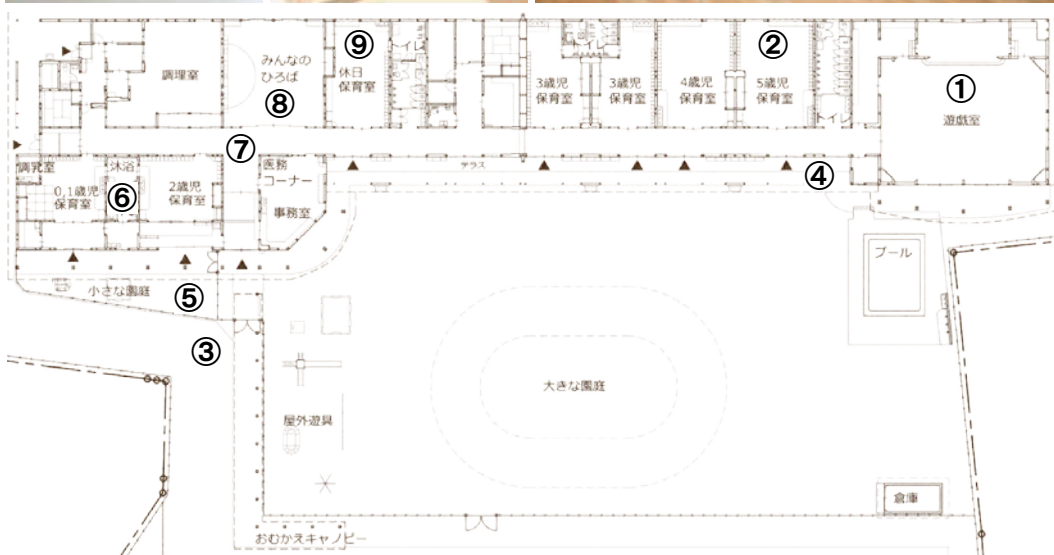 ⑨
②
トイレ
みんなの
ひろば
調理室
休日
保育室
3歳児
保育室
3歳児
保育室
4歳児
保育室
5歳児
保育室
①
遊戯室
⑧
トイレ
⑦
医務
コーナー
テラス
④
調乳室
沐浴
0,1歳児
保育室
⑥
2歳児
保育室
事務室
プール
小さな園庭
⑤
③
大きな園庭
屋外遊具
倉庫
おむかえキャノピー